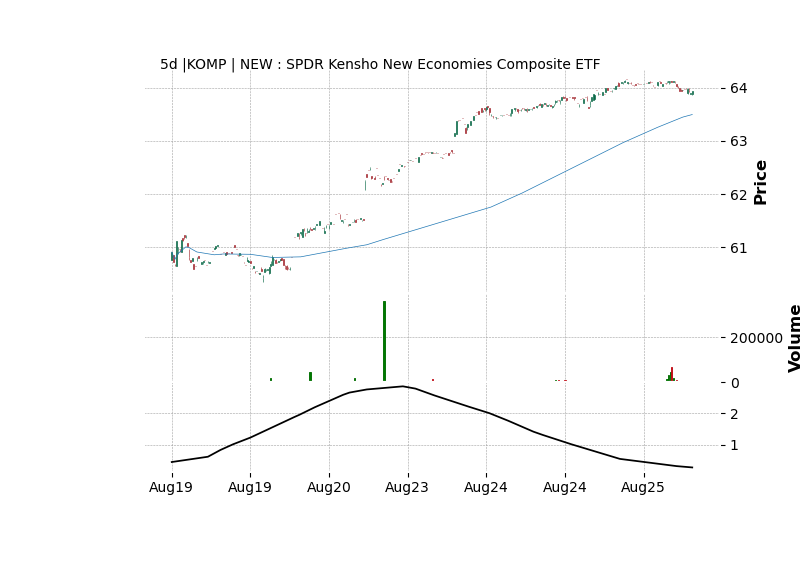 5d |KOMP | NEW : SPDR Kensho New Economies Composite ETF
64
63
62
61
Price
200000
0
Volume
2
1
Aug19 Aug19 Aug20 Aug23 Aug24 Aug24 Aug25